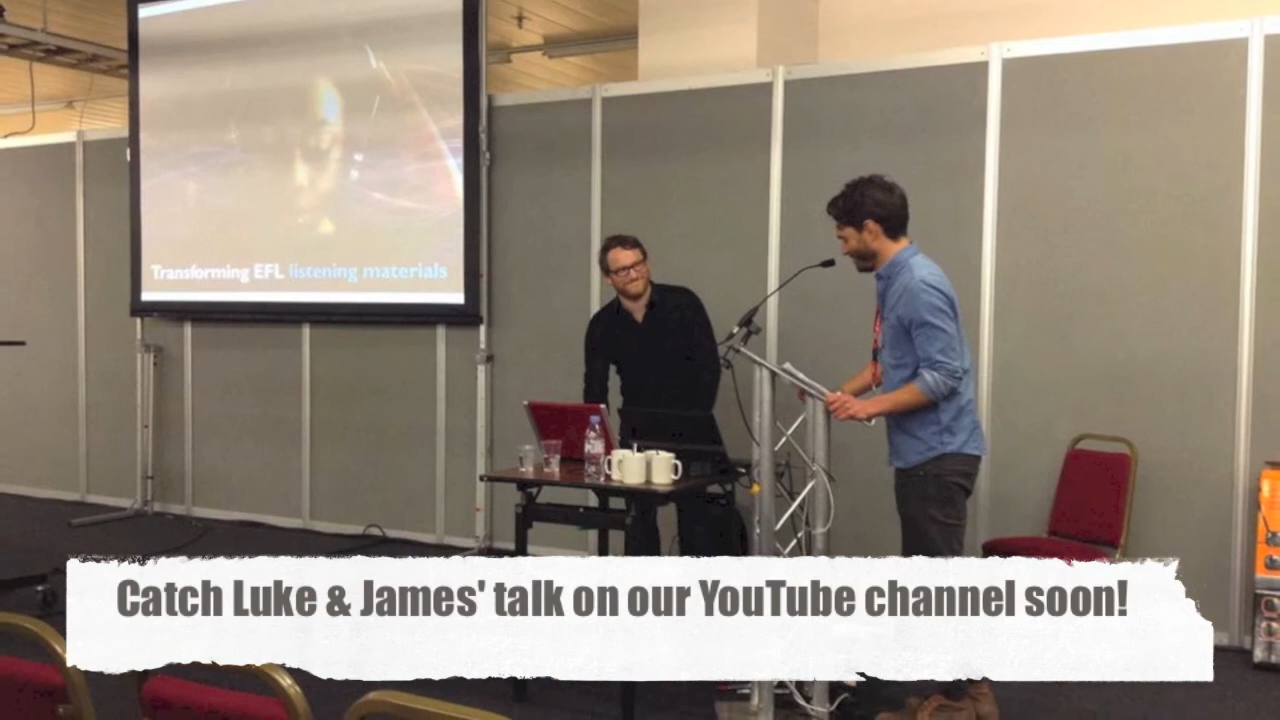 Transforming EFL listening materials
Catch Luke & James' talk on our YouTube channel soon!